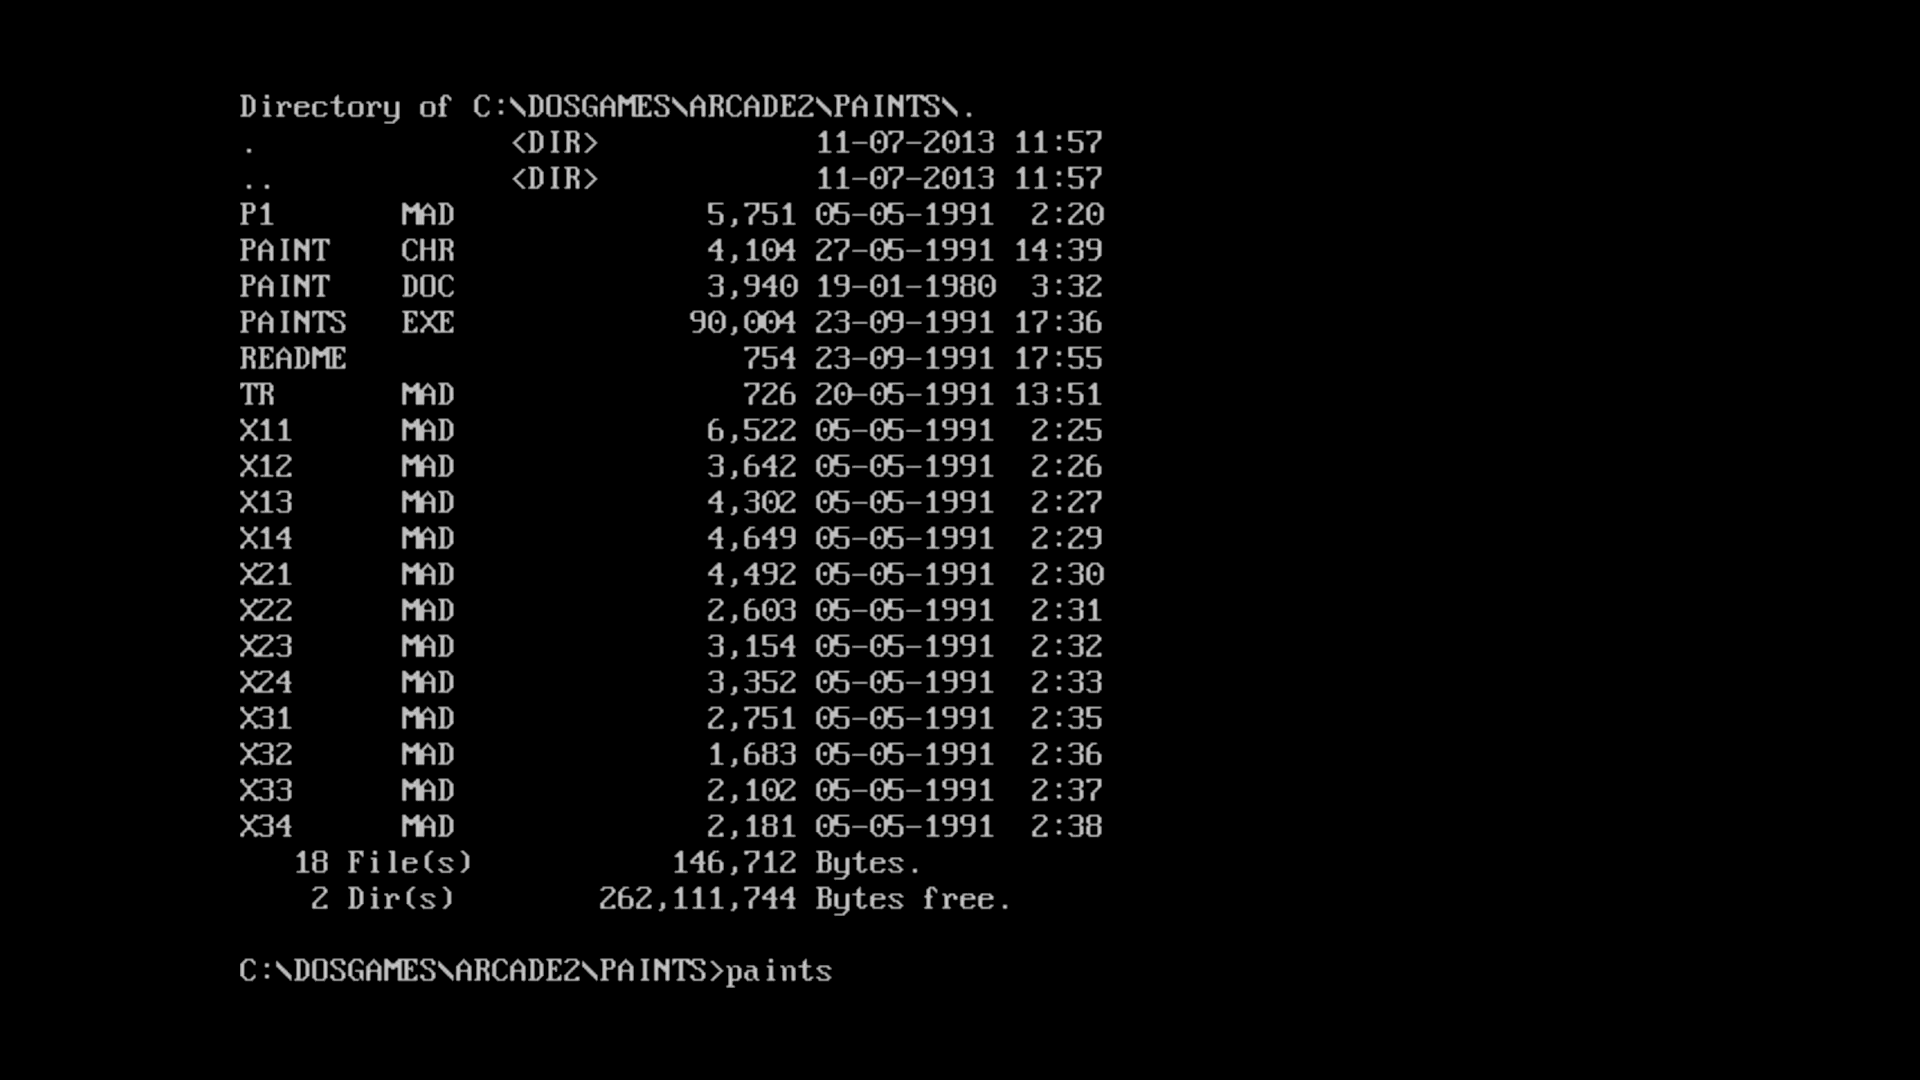 Directory of C:\DOSGAMES\ARCADE2\PAINTS\.
. <DIR> 11-07-2013 11:57
.. <DIR> 11-07-2013 11:57
P1 MAD 5,751 05-05-1991 2:20
PAINT CHR 4,104 27-05-1991 14:39
PAINT DOC 3,940 19-01-1980 3:32
PAINTS EXE 90,004 23-09-1991 17:36
README 754 23-09-1991 17:55
TR MAD 726 20-05-1991 13:51
X11 MAD 6,522 05-05-1991 2:25
X12 MAD 3,642 05-05-1991 2:26
X13 MAD 4,302 05-05-1991 2:27
X14 MAD 4,649 05-05-1991 2:29
X21 MAD 4,492 05-05-1991 2:30
X22 MAD 2,603 05-05-1991 2:31
X23 MAD 3,154 05-05-1991 2:32
X24 MAD 3,352 05-05-1991 2:33
X31 MAD 2,751 05-05-1991 2:35
X32 MAD 1,683 05-05-1991 2:36
X33 MAD 2,102 05-05-1991 2:37
X34 MAD 2,181 05-05-1991 2:38
18 File(s) 146,712 Bytes.
2 Dir(s) 262,111,744 Bytes free.
C:\DOSGAMES\ARCADE2\PAINTS>paints